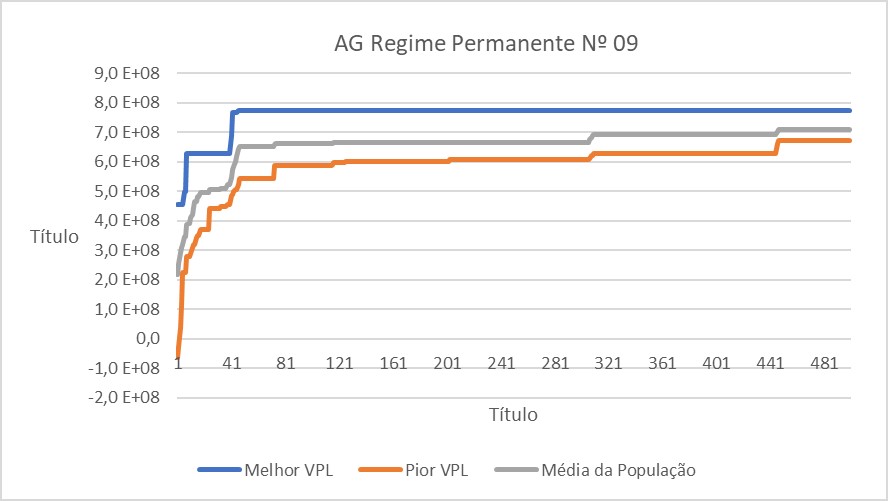 AG Regime Permanente Nº 09
9,0 E+08
8,0 E+08
7,0 E+08
6,0 E+08
5,0 E+08
4,0 E+08
3,0 E+08
2,0 E+08
1,0 E+08
0,0
-1,0 E+08
-2,0 E+08
Título
1 41 81 121 161 201 241 281 321 361 401 441 481
Título
Melhor VPL Pior VPL Média da População